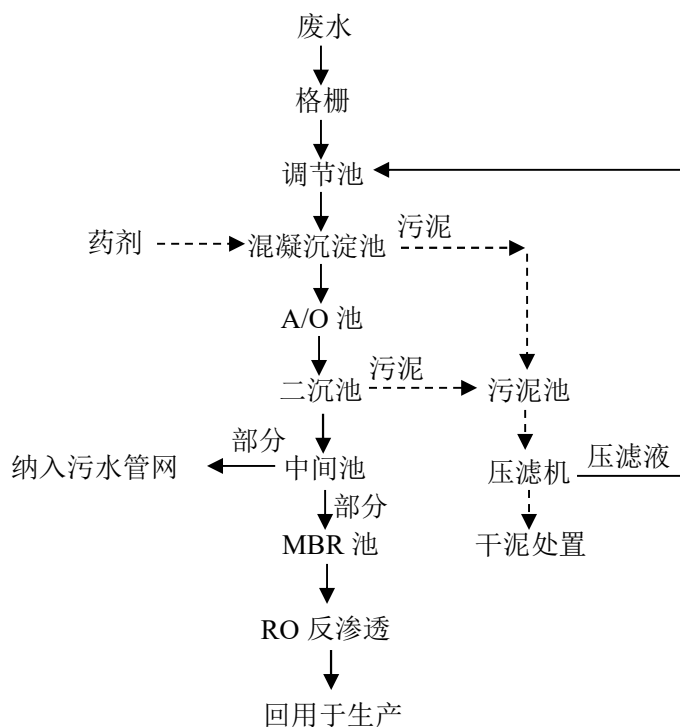 废水
格栅
调节池
药剂
混凝沉淀池
污泥
A/O 池
二沉池
污泥
污泥池
纳入污水管网
部分
中间池
压滤机
压滤液
部分
MBR 池
干泥处置
RO 反渗透
回用于生产